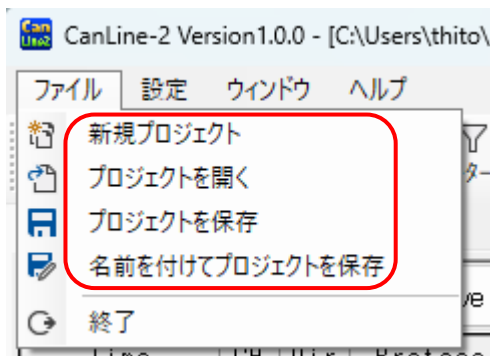 CanLine-2 Version1.0.0 - [C:\Users\thito\
ファイル 設定 ウィンドウ ヘルプ
新規プロジェクト
プロジェクトを開く
プロジェクトを保存
名前を付けてプロジェクトを保存
終了